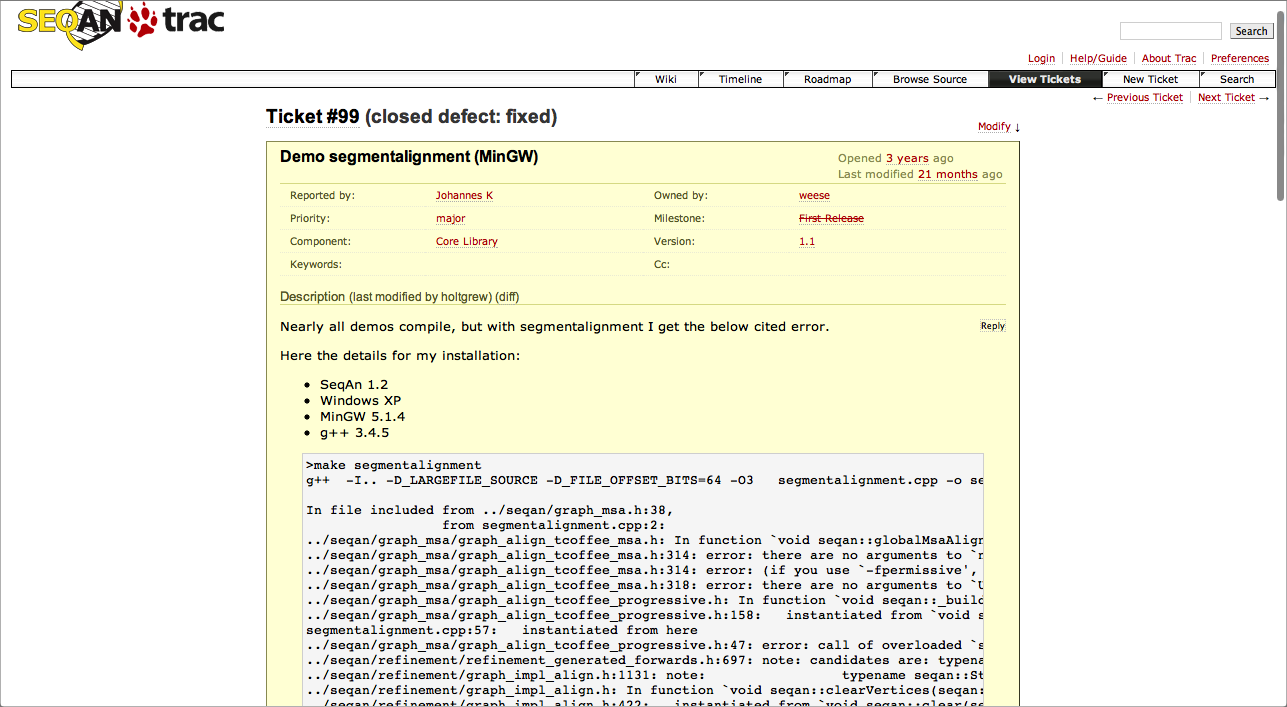 SEQAN trac
Search
Login Help/Guide About Trac Preferences
Wiki Timeline Roadmap Browse Source View Tickets New Ticket Search
← Previous Ticket Next Ticket →
Ticket #99 (closed defect: fixed)
Modify ↓
Demo segmentalignment (MinGW)
Opened 3 years ago
Last modified 21 months ago
Reported by: Johannes K Owned by: weese
Priority: major Milestone: First Release
Component: Core Library Version: 1.1
Keywords: Cc:
Description (last modified by holtgrew) (diff)
Nearly all demos compile, but with segmentalignment I get the below cited error.
Reply
Here the details for my installation:
• SeqAn 1.2
• Windows XP
• MinGW 5.1.4
• g++ 3.4.5
>make segmentalignment
g++  -I.. -D_LARGEFILE_SOURCE -D_FILE_OFFSET_BITS=64 -O3   segmentalignment.cpp -o se
In file included from ../seqan/graph_msa.h:38,
from segmentalignment.cpp:2:
../seqan/graph_msa/graph_align_tcoffee_msa.h: In function `void seqan::globalMsaAlign
../seqan/graph_msa/graph_align_tcoffee_msa.h:314: error: there are no arguments to `
../seqan/graph_msa/graph_align_tcoffee_msa.h:314: error: (if you use `-fpermissive',
../seqan/graph_msa/graph_align_tcoffee_msa.h:318: error: there are no arguments to `
../seqan/graph_msa/graph_align_tcoffee_progressive.h: In function `void seqan::_build
../seqan/graph_msa/graph_align_tcoffee_progressive.h:158:   instantiated from `void s
segmentalignment.cpp:57:   instantiated from here
../seqan/graph_msa/graph_align_tcoffee_progressive.h:47: error: call of overloaded `s
../seqan/refinement/refinement_generated_forwards.h:697: note: candidates are: typena
../seqan/refinement/graph_impl_align.h:1131: note:                 typename seqan::St
../seqan/refinement/graph_impl_align.h: In function `void seqan::clearVertices(seqan:
../seqan/refinement/graph_impl_align.h:422:   instantiated from `void seqan::clear(se